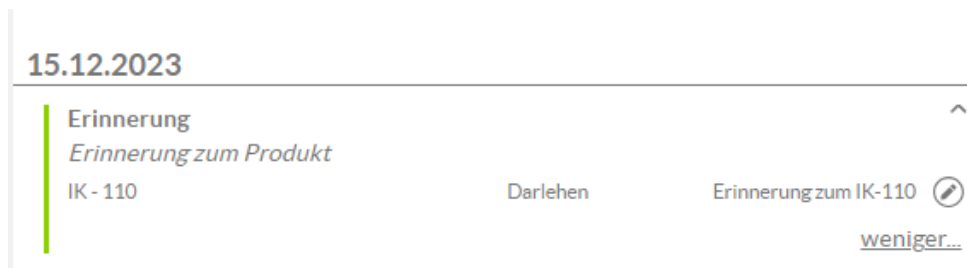 15.12.2023
Erinnerung
Erinnerung zum Produkt
IK - 110 Darlehen Erinnerung zum IK-110
weniger...